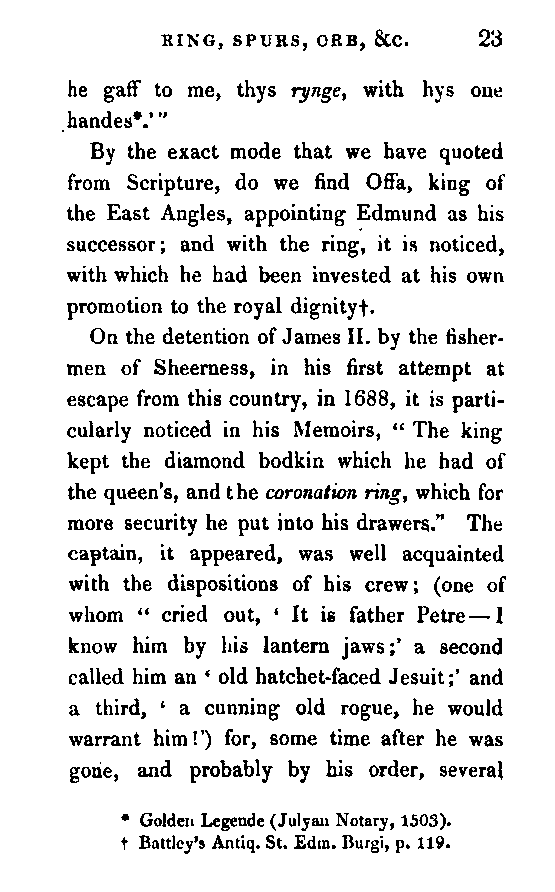 RING, SPURS, ORB, &c. 23
he gaff to me, thys rynge, with hys one
handes*.' "
By the exact mode that we have quoted
from Scripture, do we find Offa, king of
the East Angles, appointing Edmund as his
successor; and with the ring, it is noticed,
with which he had been invested at his own
promotion to the royal dignity†.
On the detention of James II. by the fisher-
men of Sheerness, in his first attempt at
escape from this country, in 1688, it is parti-
cularly noticed in his Memoirs, “ The king
kept the diamond bodkin which he had of
the queen's, and the coronation ring, which for
more security he put into his drawers.” The
captain, it appeared, was well acquainted
with the dispositions of his crew; (one of
whom “ cried out, ‘ It is father Petre—I
know him by his lantern jaws;’ a second
called him an ‘ old hatchet-faced Jesuit;’ and
a third, ‘ a cunning old rogue, he would
warrant him!’) for, some time after he was
gone, and probably by his order, several
* Golden Legende (Julyan Notary, 1503).
† Battley's Antiq. St. Edm. Burgi, p. 119.